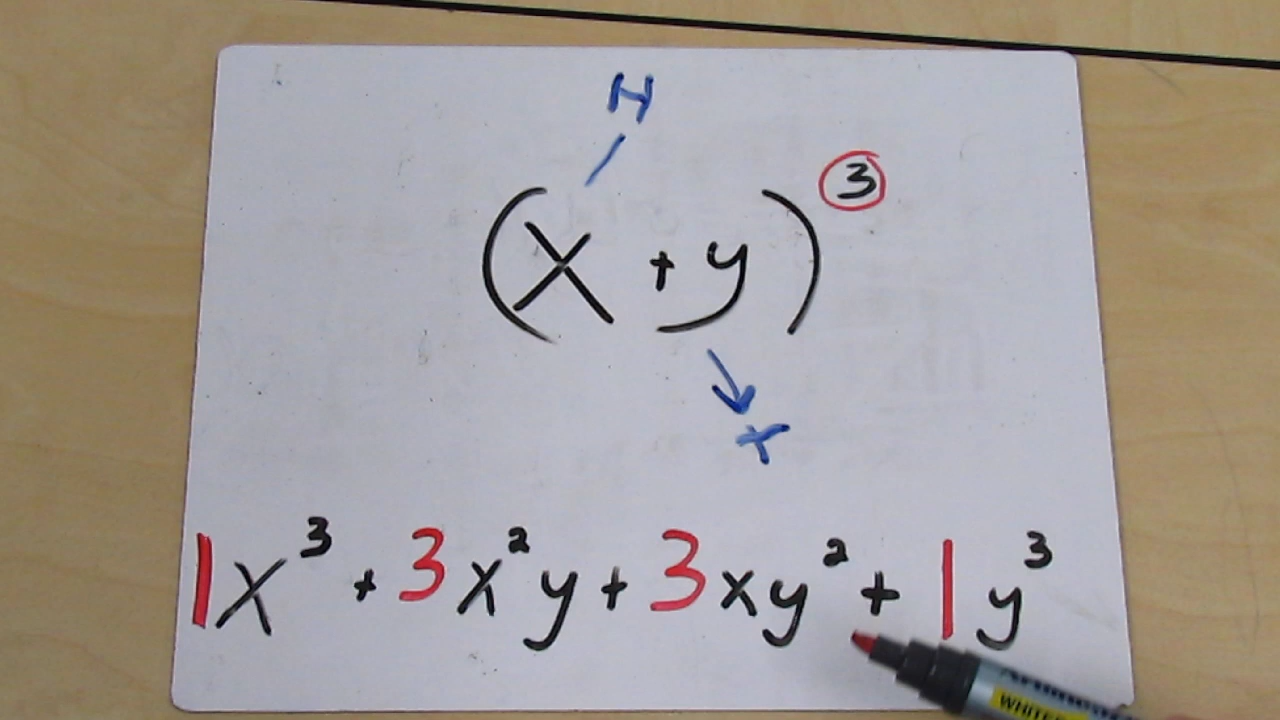 H
(x + y)³
T
1x³ + 3x²y + 3xy² + 1y³